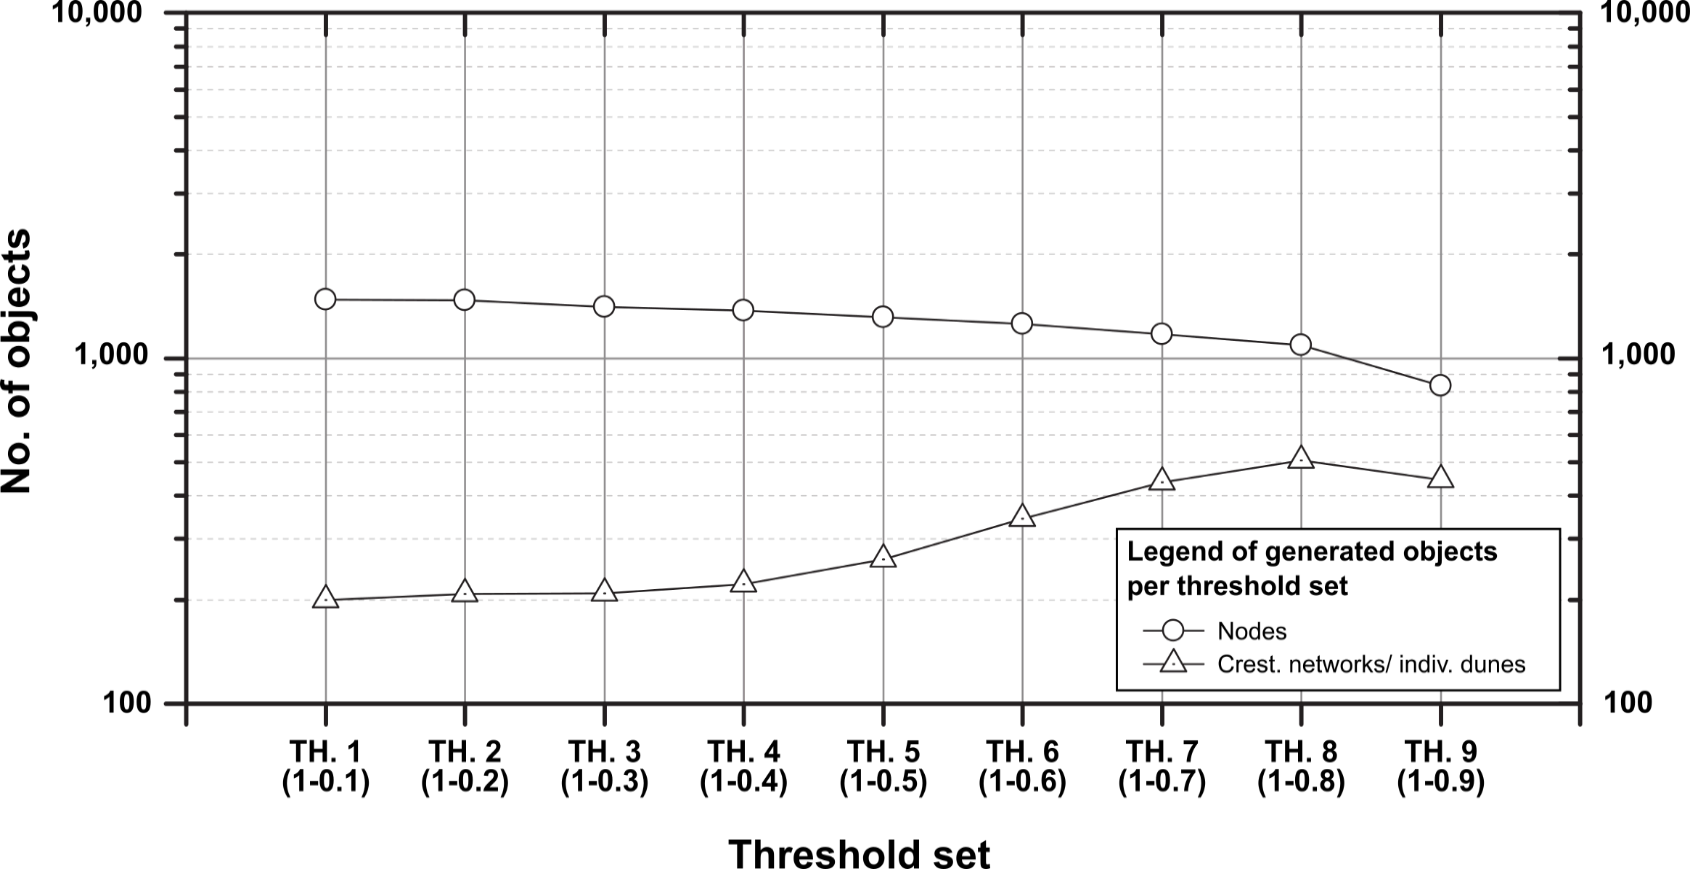 10,000
10,000
No. of objects
1,000
1,000
Legend of generated objects
per threshold set
Nodes
Crest. networks/ indiv. dunes
100
100
TH. 1 TH. 2 TH. 3 TH. 4 TH. 5 TH. 6 TH. 7 TH. 8 TH. 9
(1-0.1) (1-0.2) (1-0.3) (1-0.4) (1-0.5) (1-0.6) (1-0.7) (1-0.8) (1-0.9)
Threshold set